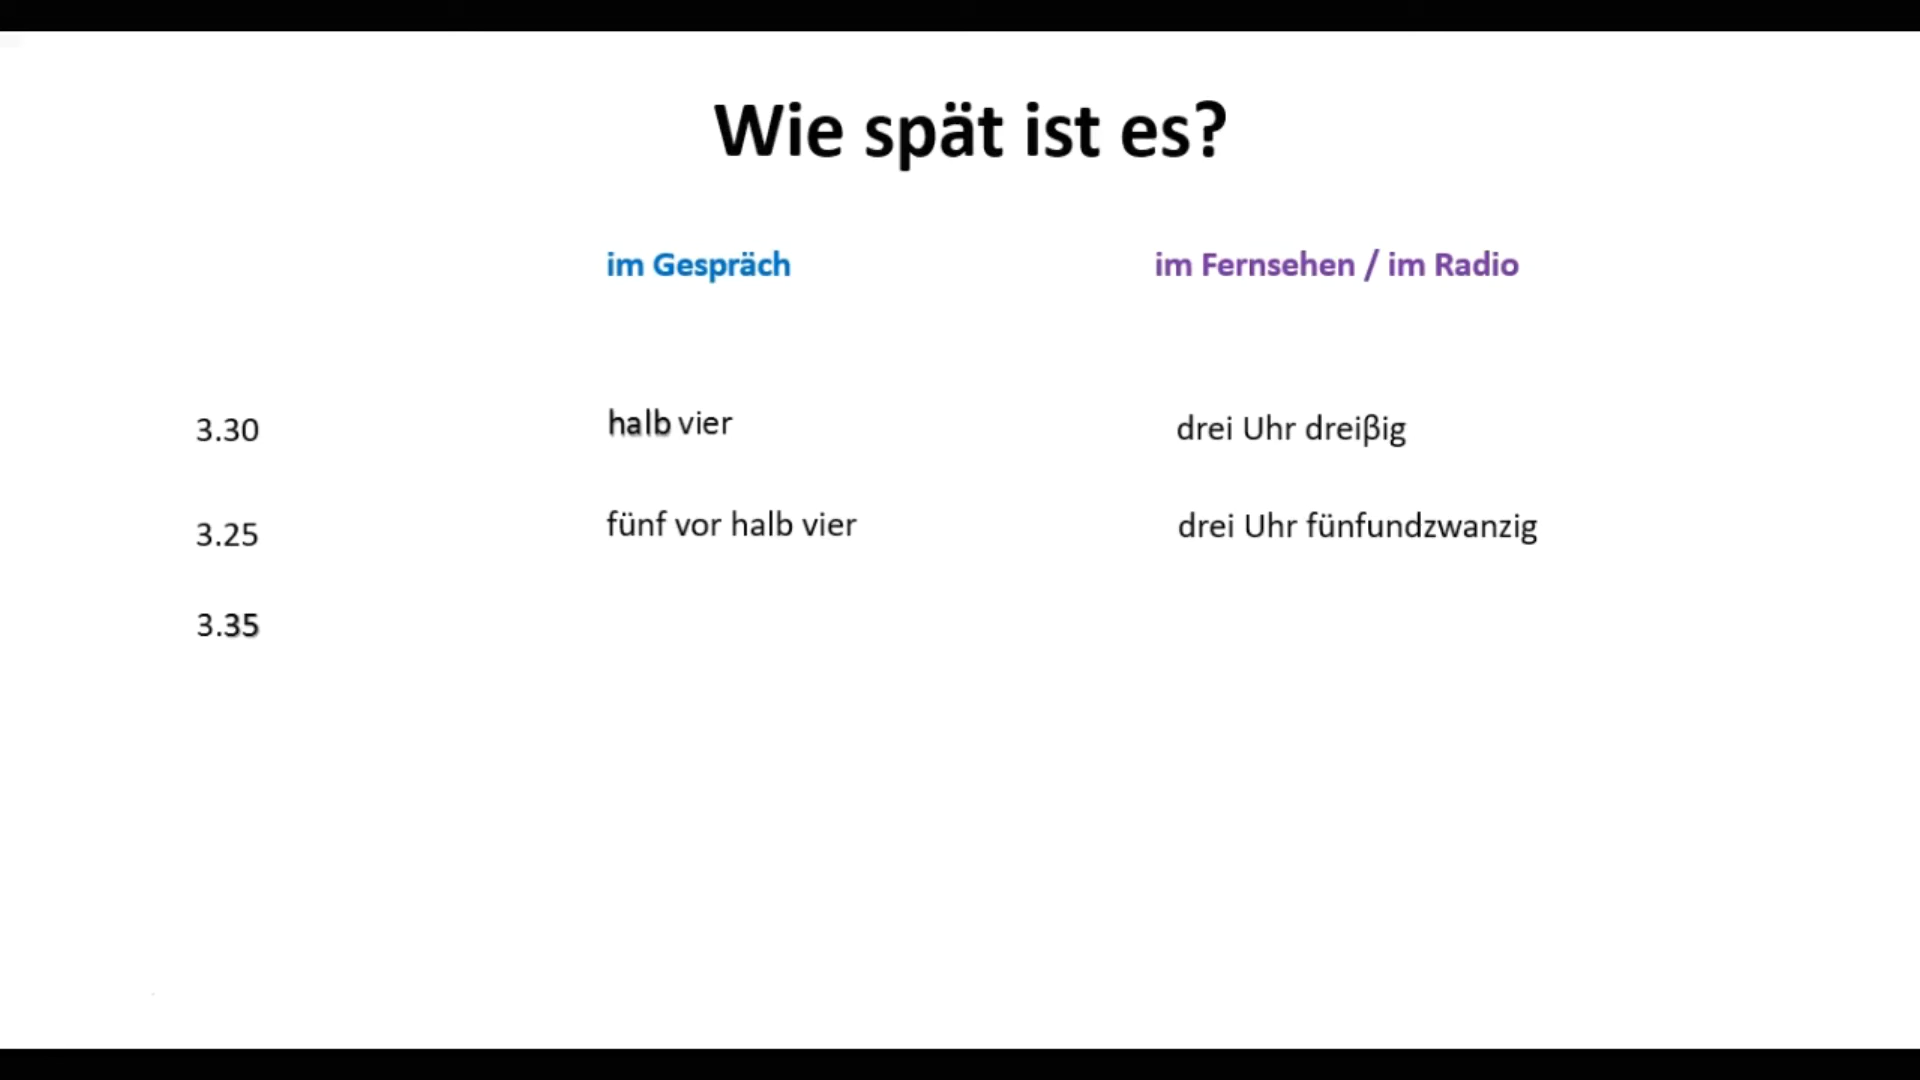 Wie spät ist es?
im Gespräch im Fernsehen / im Radio
3.30 halb vier drei Uhr dreiβig
3.25 fünf vor halb vier drei Uhr fünfundzwanzig
3.35